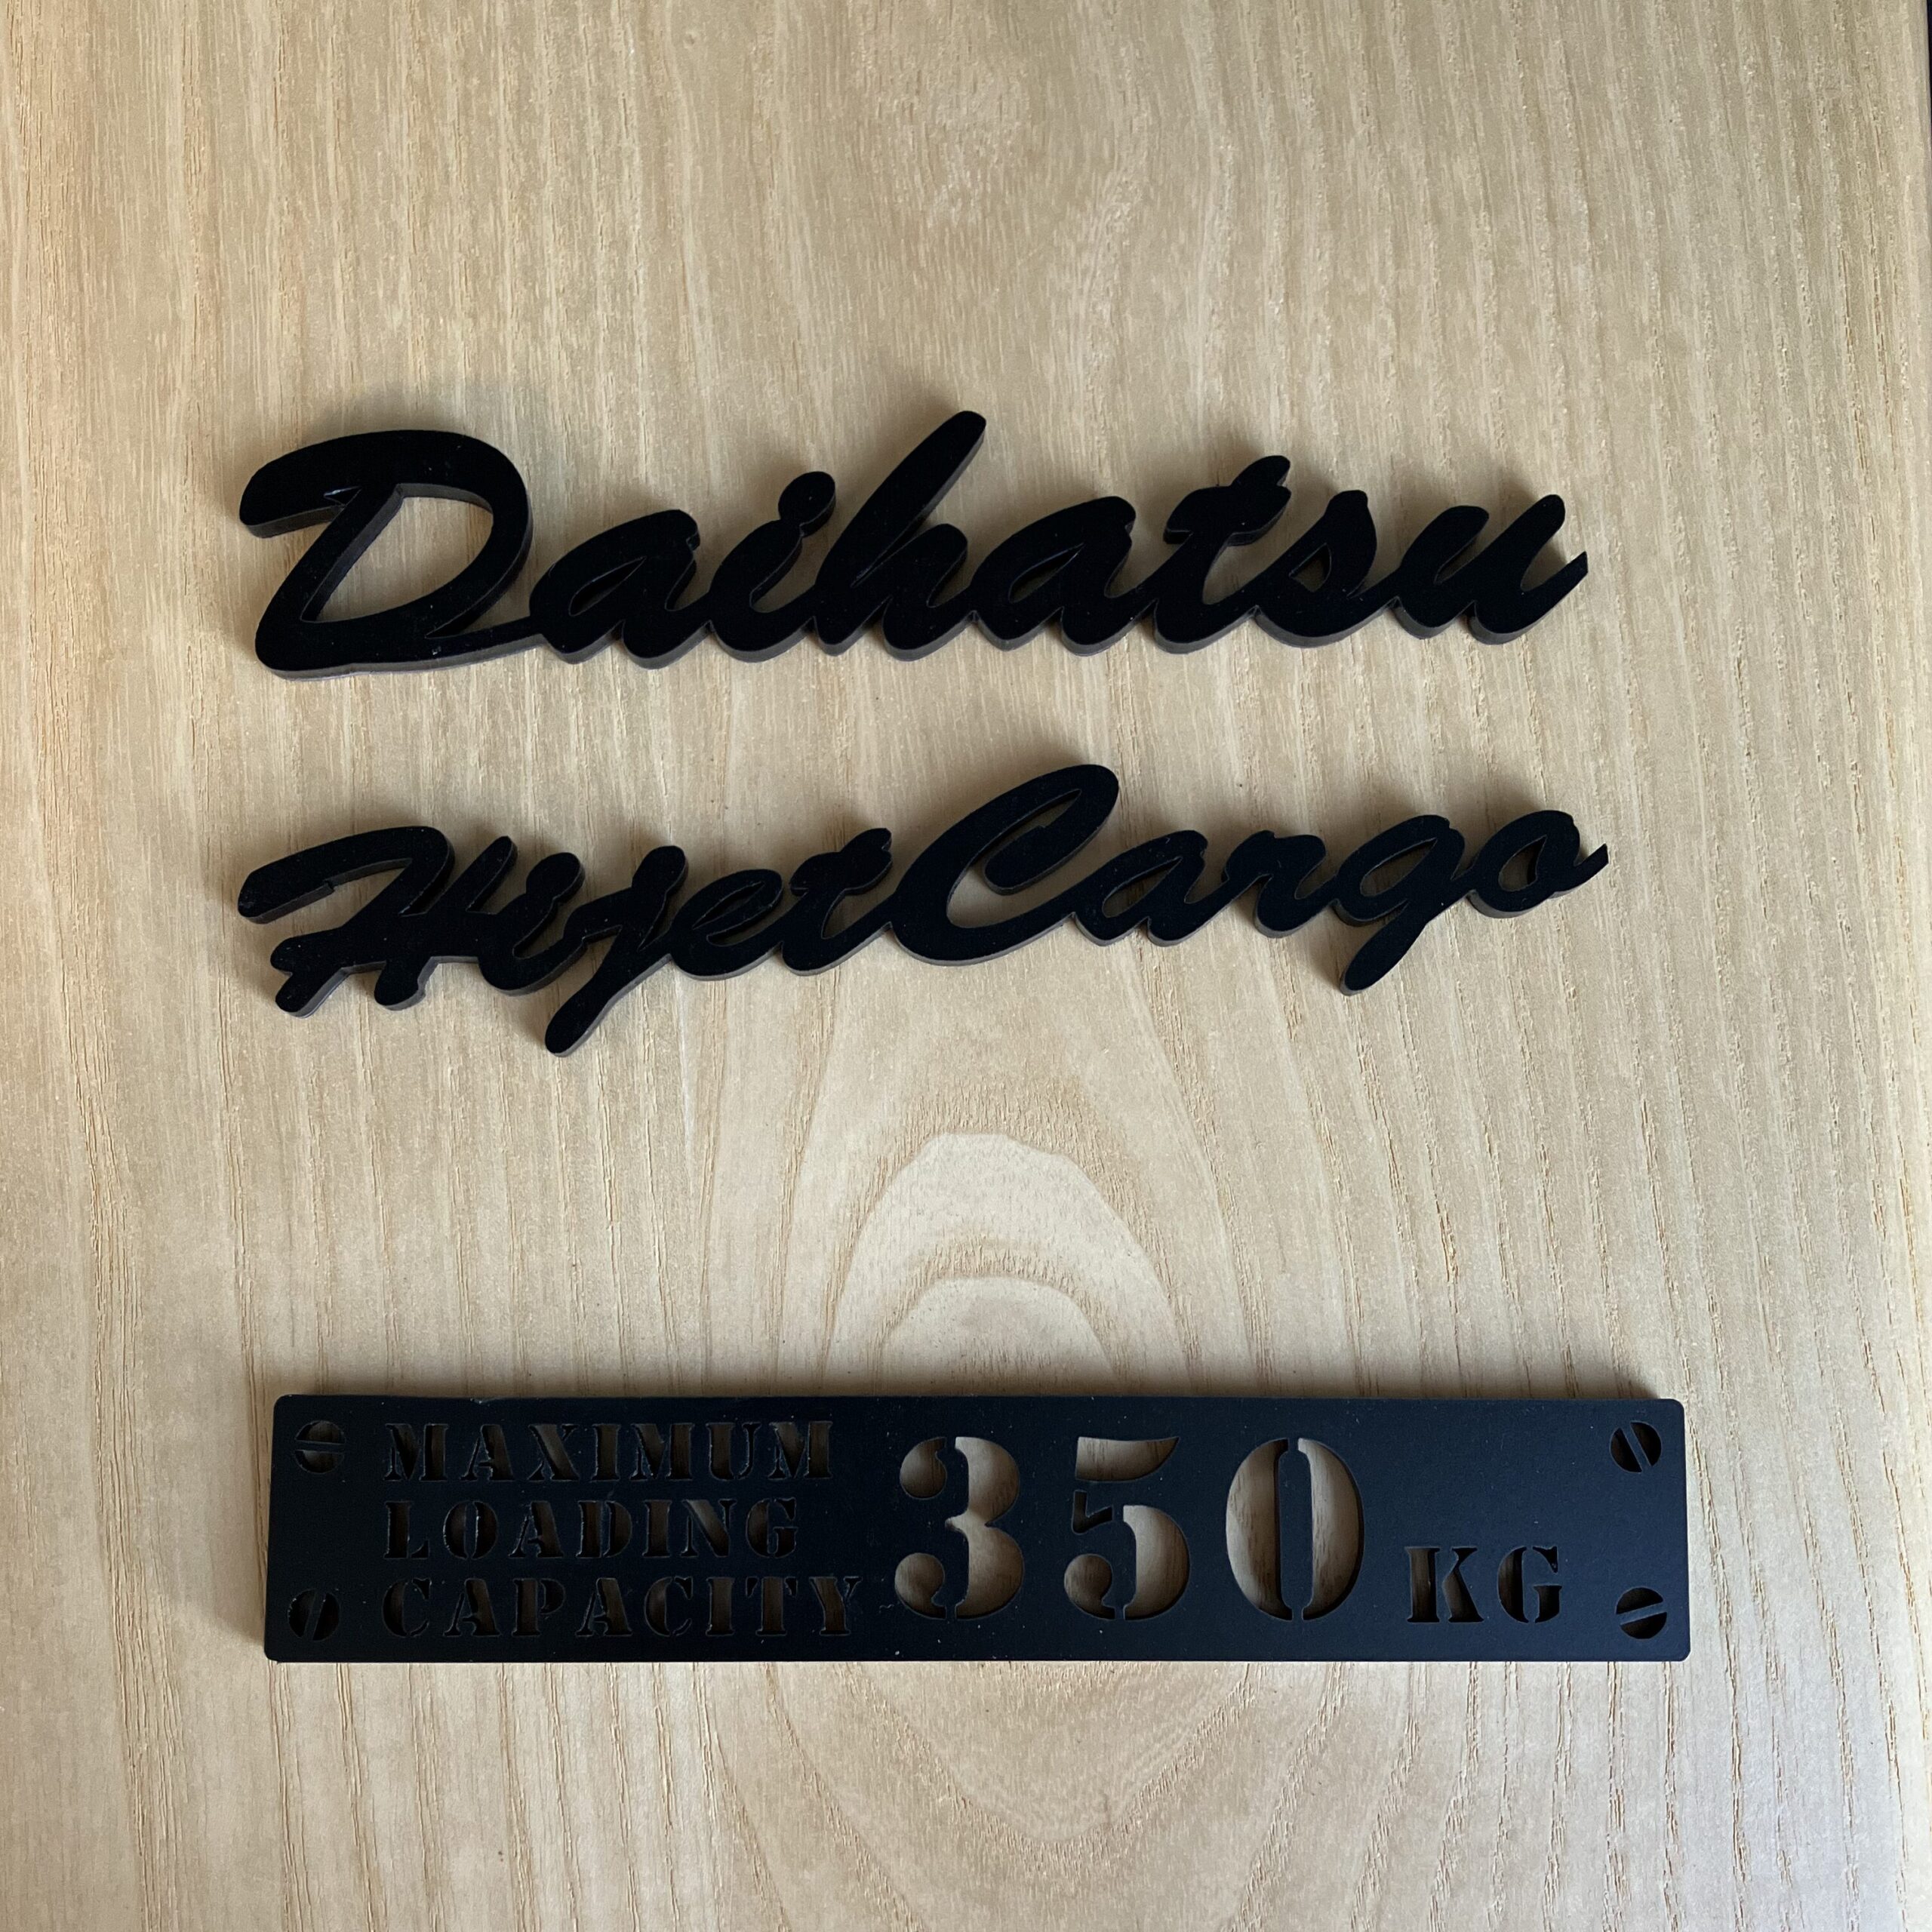 Daihatsu
HijetCargo
MAXIMUM
LOADING
CAPACITY
350 KG